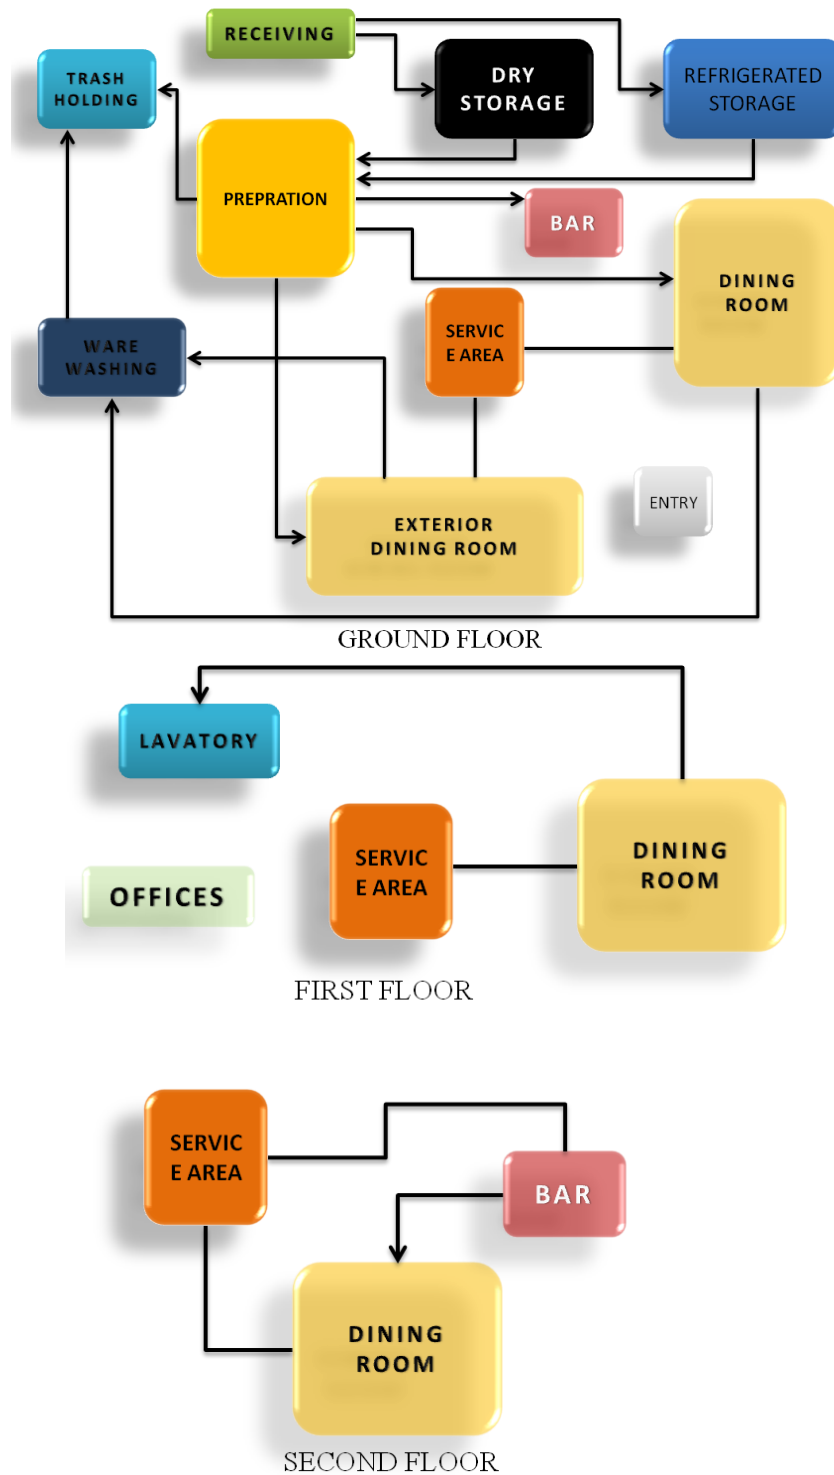 RECEIVING
TRASH
HOLDING
DRY
STORAGE
REFRIGERATED
STORAGE
PREPRATION
BAR
DINING
ROOM
SERVIC
E AREA
WARE
WASHING
ENTRY
EXTERIOR
DINING ROOM
GROUND FLOOR
LAVATORY
SERVIC
E AREA
DINING
ROOM
OFFICES
FIRST FLOOR
SERVIC
E AREA
BAR
DINING
ROOM
SECOND FLOOR